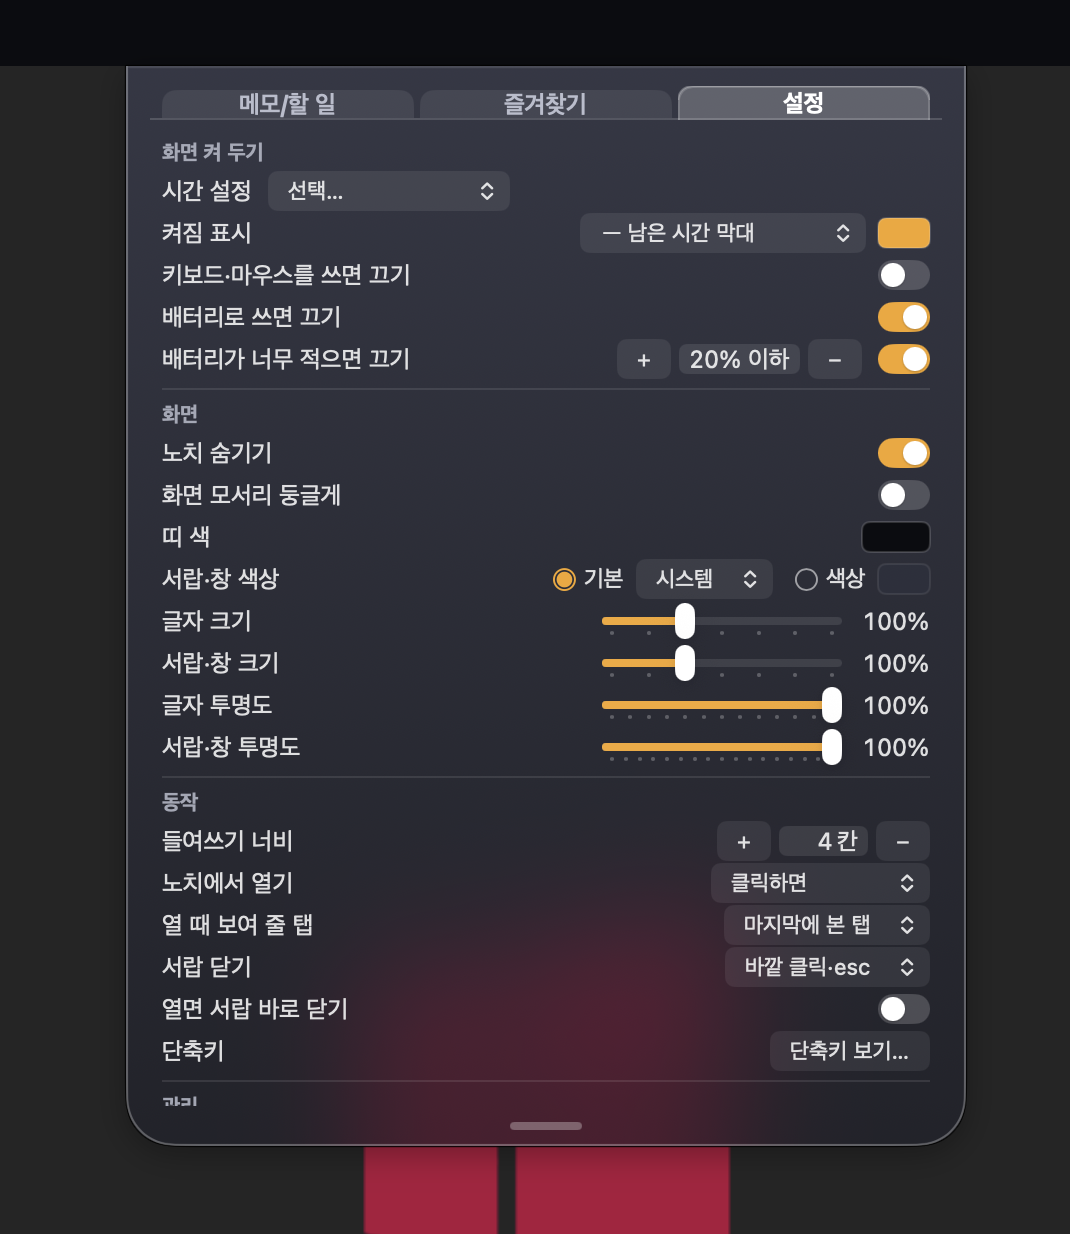 메모/할 일
즐겨찾기
설정
화면 켜 두기
시간 설정 선택...
켜짐 표시 — 남은 시간 막대
키보드·마우스를 쓰면 끄기
배터리로 쓰면 끄기
배터리가 너무 적으면 끄기 + 20% 이하 −
화면
노치 숨기기
화면 모서리 둥글게
띠 색
서랍·창 색상 기본 시스템 색상
글자 크기 100%
서랍·창 크기 100%
글자 투명도 100%
서랍·창 투명도 100%
동작
들여쓰기 너비 + 4 칸 −
노치에서 열기 클릭하면
열 때 보여 줄 탭 마지막에 본 탭
서랍 닫기 바깥 클릭·esc
열면 서랍 바로 닫기
단축키 단축키 보기...